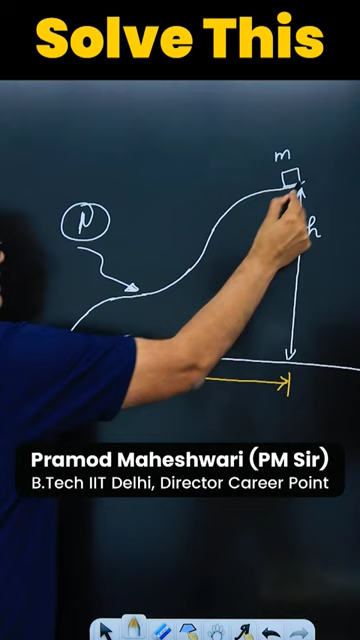 Solve This
m
μ
h
Pramod Maheshwari (PM Sir)
B.Tech IIT Delhi, Director Career Point